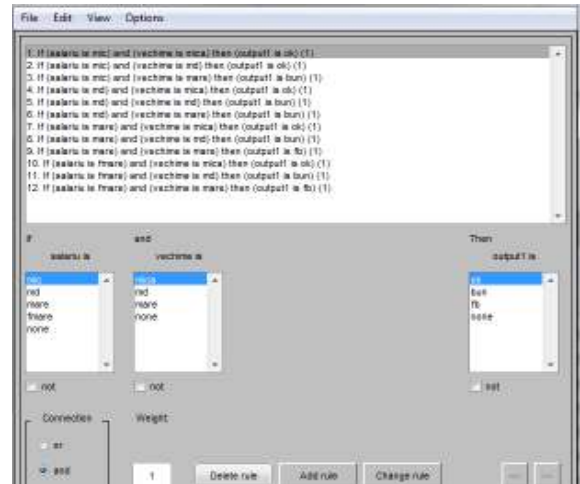 File Edit View Options
1. If (salariu is mic) and (vechime is mica) then (output1 is ok) (1)
2. If (salariu is mic) and (vechime is md) then (output1 is ok) (1)
3. If (salariu is mic) and (vechime is mare) then (output1 is bun) (1)
4. If (salariu is md) and (vechime is mica) then (output1 is ok) (1)
5. If (salariu is md) and (vechime is md) then (output1 is bun) (1)
6. If (salariu is md) and (vechime is mare) then (output1 is bun) (1)
7. If (salariu is mare) and (vechime is mica) then (output1 is ok) (1)
8. If (salariu is mare) and (vechime is md) then (output1 is bun) (1)
9. If (salariu is mare) and (vechime is mare) then (output1 is fb) (1)
10. If (salariu is fmare) and (vechime is mica) then (output1 is ok) (1)
11. If (salariu is fmare) and (vechime is md) then (output1 is bun) (1)
12. If (salariu is fmare) and (vechime is mare) then (output1 is fb) (1)
If and Then
salariu is vechime is output1 is
mic mica ok
md md bun
mare mare fb
fmare none none
none
not not not
Connection Weight:
or
and 1 Delete rule Add rule Change rule